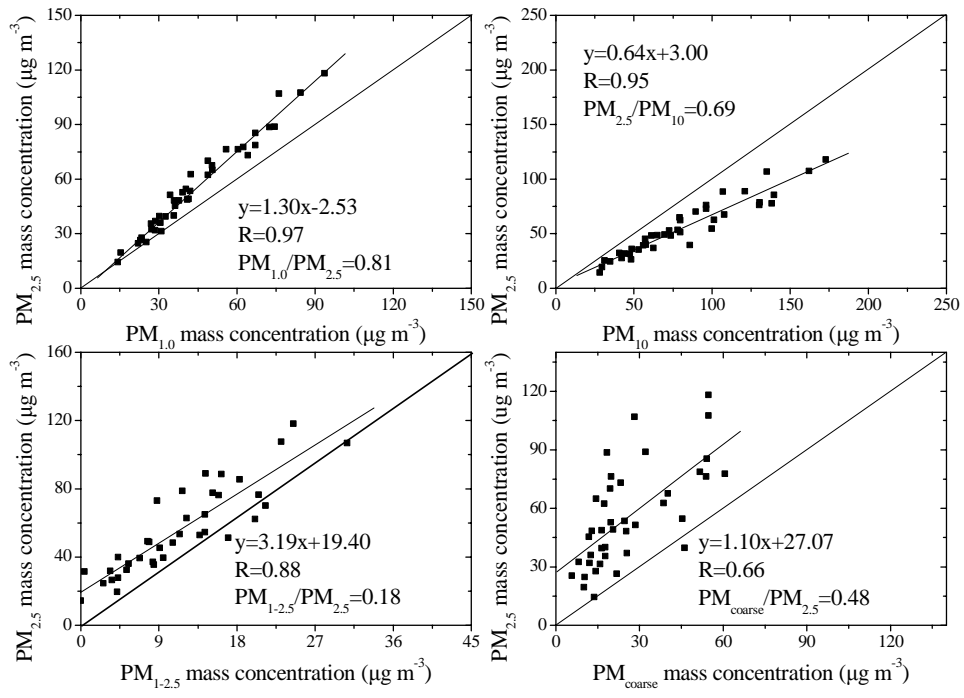 PM2.5 mass concentration (μg m-3)
150
120
90
60
30
0
y=1.30x-2.53
R=0.97
PM1.0/PM2.5=0.81
0 30 60 90 120 150
PM1.0 mass concentration (μg m-3)
PM2.5 mass concentration (μg m-3)
250
200
150
100
50
0
y=0.64x+3.00
R=0.95
PM2.5/PM10=0.69
0 50 100 150 200 250
PM10 mass concentration (μg m-3)
PM2.5 mass concentration (μg m-3)
160
120
80
40
0
y=3.19x+19.40
R=0.88
PM1-2.5/PM2.5=0.18
0 9 18 27 36 45
PM1-2.5 mass concentration (μg m-3)
PM2.5 mass concentration (μg m-3)
120
90
60
30
0
y=1.10x+27.07
R=0.66
PMcoarse/PM2.5=0.48
0 30 60 90 120
PMcoarse mass concentration (μg m-3)